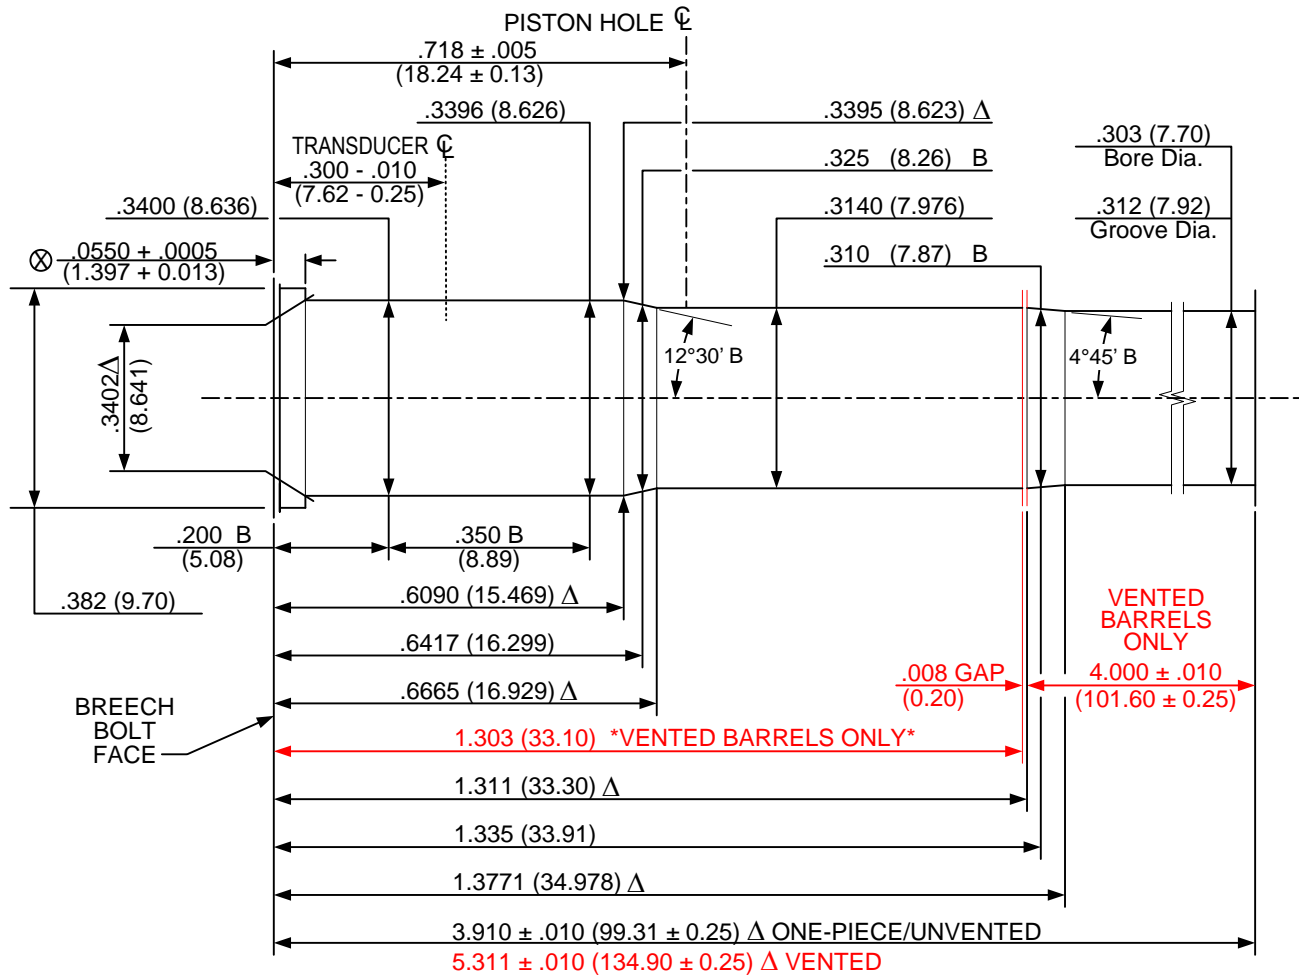 PISTON HOLE ℄
.718 ± .005
(18.24 ± 0.13)
.3396 (8.626)
.3395 (8.623) Δ
TRANSDUCER ℄
.300 - .010
(7.62 - 0.25)
.325 (8.26) B
.303 (7.70)
Bore Dia.
.3400 (8.636)
.3140 (7.976)
.312 (7.92)
Groove Dia.
⊗ .0550 + .0005
(1.397 + 0.013)
.310 (7.87) B
.3402Δ
(8.641)
12°30' B
4°45' B
.200 B
(5.08)
.350 B
(8.89)
.382 (9.70)
.6090 (15.469) Δ
.6417 (16.299)
.6665 (16.929) Δ
.008 GAP
(0.20)
VENTED
BARRELS
ONLY
4.000 ± .010
(101.60 ± 0.25)
BREECH
BOLT
FACE
1.303 (33.10) *VENTED BARRELS ONLY*
1.311 (33.30) Δ
1.335 (33.91)
1.3771 (34.978) Δ
3.910 ± .010 (99.31 ± 0.25) Δ ONE-PIECE/UNVENTED
5.311 ± .010 (134.90 ± 0.25) Δ VENTED